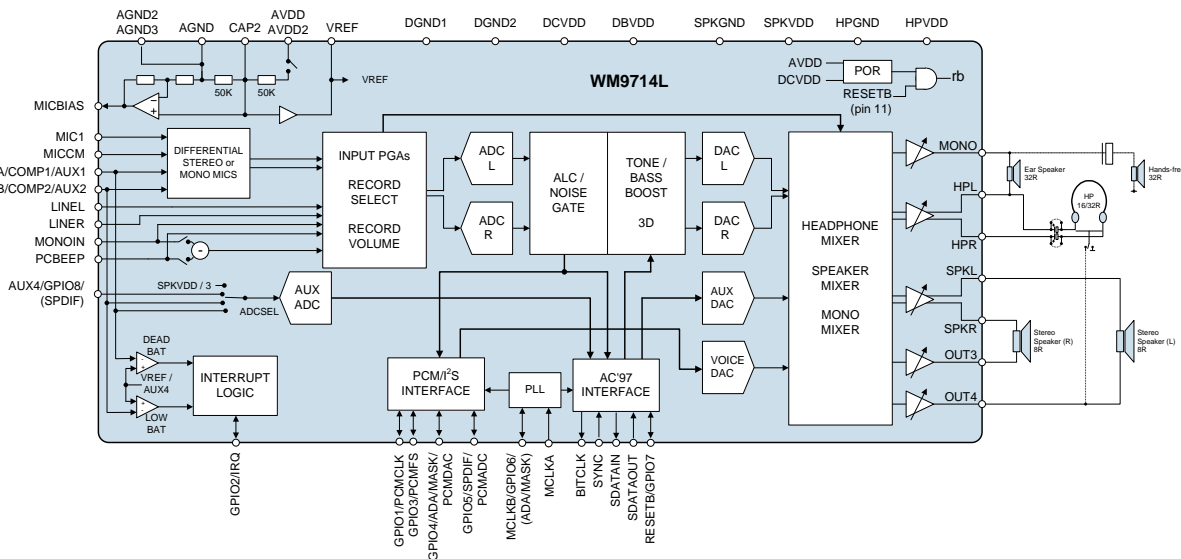 AGND2
AGND3
AGND
CAP2
AVDD
AVDD2
VREF
DGND1
DGND2
DCVDD
DBVDD
SPKGND
SPKVDD
HPGND
HPVDD
WM9714L
VREF
50K
50K
AVDD
DCVDD
POR
rb
RESETB
(pin 11)
MICBIAS
-
+
MIC1
MICCM
A/COMP1/AUX1
B/COMP2/AUX2
LINEL
LINER
MONOIN
PCBEEP
AUX4/GPIO8/
(SPDIF)
DIFFERENTIAL
STEREO or
MONO MICS
INPUT PGAs
RECORD
SELECT
RECORD
VOLUME
-
ADC
L
ADC
R
ALC /
NOISE
GATE
TONE /
BASS
BOOST
3D
DAC
L
DAC
R
AUX
DAC
VOICE
DAC
HEADPHONE
MIXER
SPEAKER
MIXER
MONO
MIXER
MONO
HPL
HPR
SPKL
SPKR
OUT3
OUT4
Ear Speaker
32R
Hands-fre
32R
HP
16/32R
Stereo
Speaker (R)
8R
Stereo
Speaker (L)
8R
SPKVDD / 3
ADCSEL
AUX
ADC
DEAD
BAT
-
+
VREF /
AUX4
+
-
LOW
BAT
INTERRUPT
LOGIC
PCM/I²S
INTERFACE
PLL
AC'97
INTERFACE
GPIO2/IRQ
GPIO1/PCMCLK
GPIO3/PCMFS
GPIO4/ADA/MASK/
PCMDAC
GPIO5/SPDIF/
PCMADC
MCLKB/GPIO6/
(ADA/MASK)
MCLKA
BITCLK
SYNC
SDATAIN
SDATAOUT
RESETB/GPIO7